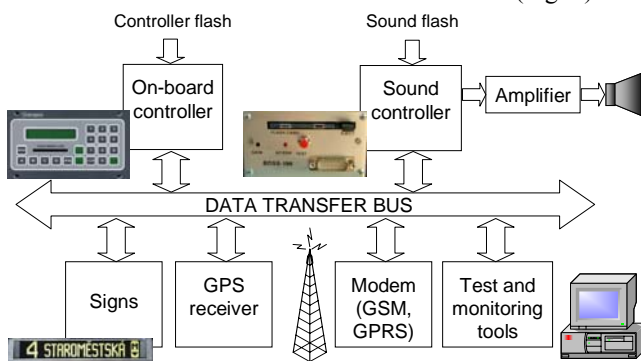 Controller flash
Sound flash
On-board
controller
Sound
controller
Amplifier
DATA TRANSFER BUS
Signs
GPS
receiver
Modem
(GSM,
GPRS)
Test and
monitoring
tools
4 STAROMĚSTSKÁ